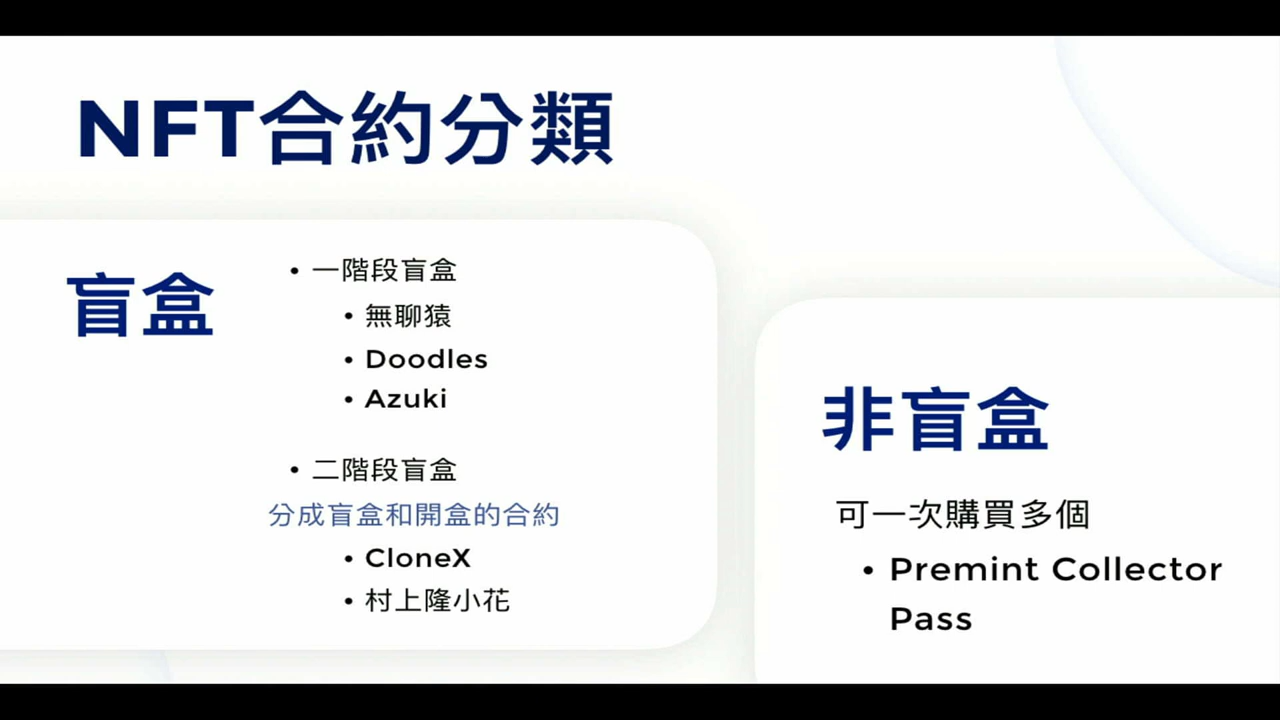 NFT合約分類
盲盒
一階段盲盒
無聊猿
Doodles
Azuki
二階段盲盒
分成盲盒和開盒的合約
CloneX
村上隆小花
非盲盒
可一次購買多個
Premint Collector
Pass